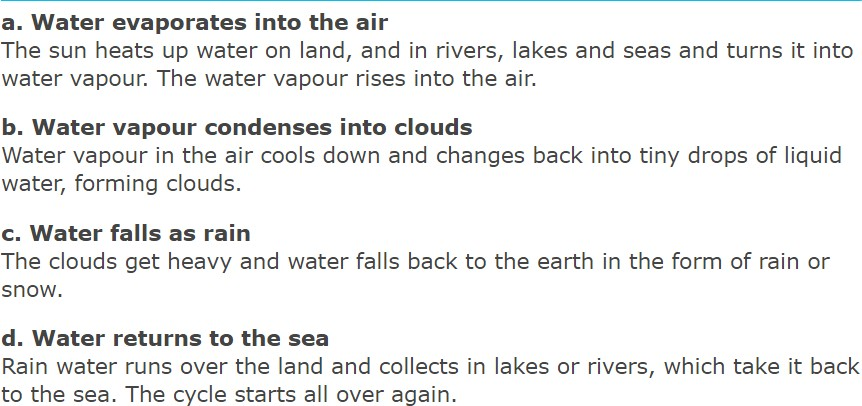 a. Water evaporates into the air
The sun heats up water on land, and in rivers, lakes and seas and turns it into
water vapour. The water vapour rises into the air.
b. Water vapour condenses into clouds
Water vapour in the air cools down and changes back into tiny drops of liquid
water, forming clouds.
c. Water falls as rain
The clouds get heavy and water falls back to the earth in the form of rain or
snow.
d. Water returns to the sea
Rain water runs over the land and collects in lakes or rivers, which take it back
to the sea. The cycle starts all over again.